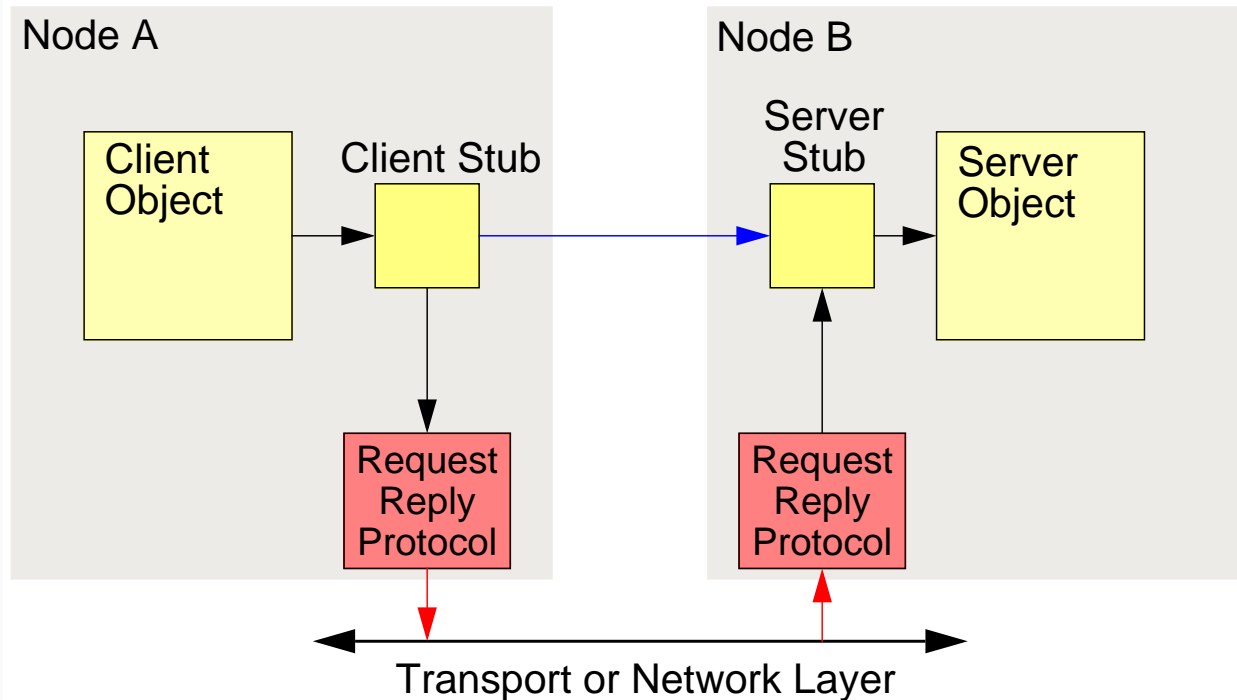 Node A
Client
Object
Client Stub
Request
Reply
Protocol
Node B
Server
Stub
Server
Object
Request
Reply
Protocol
Transport or Network Layer